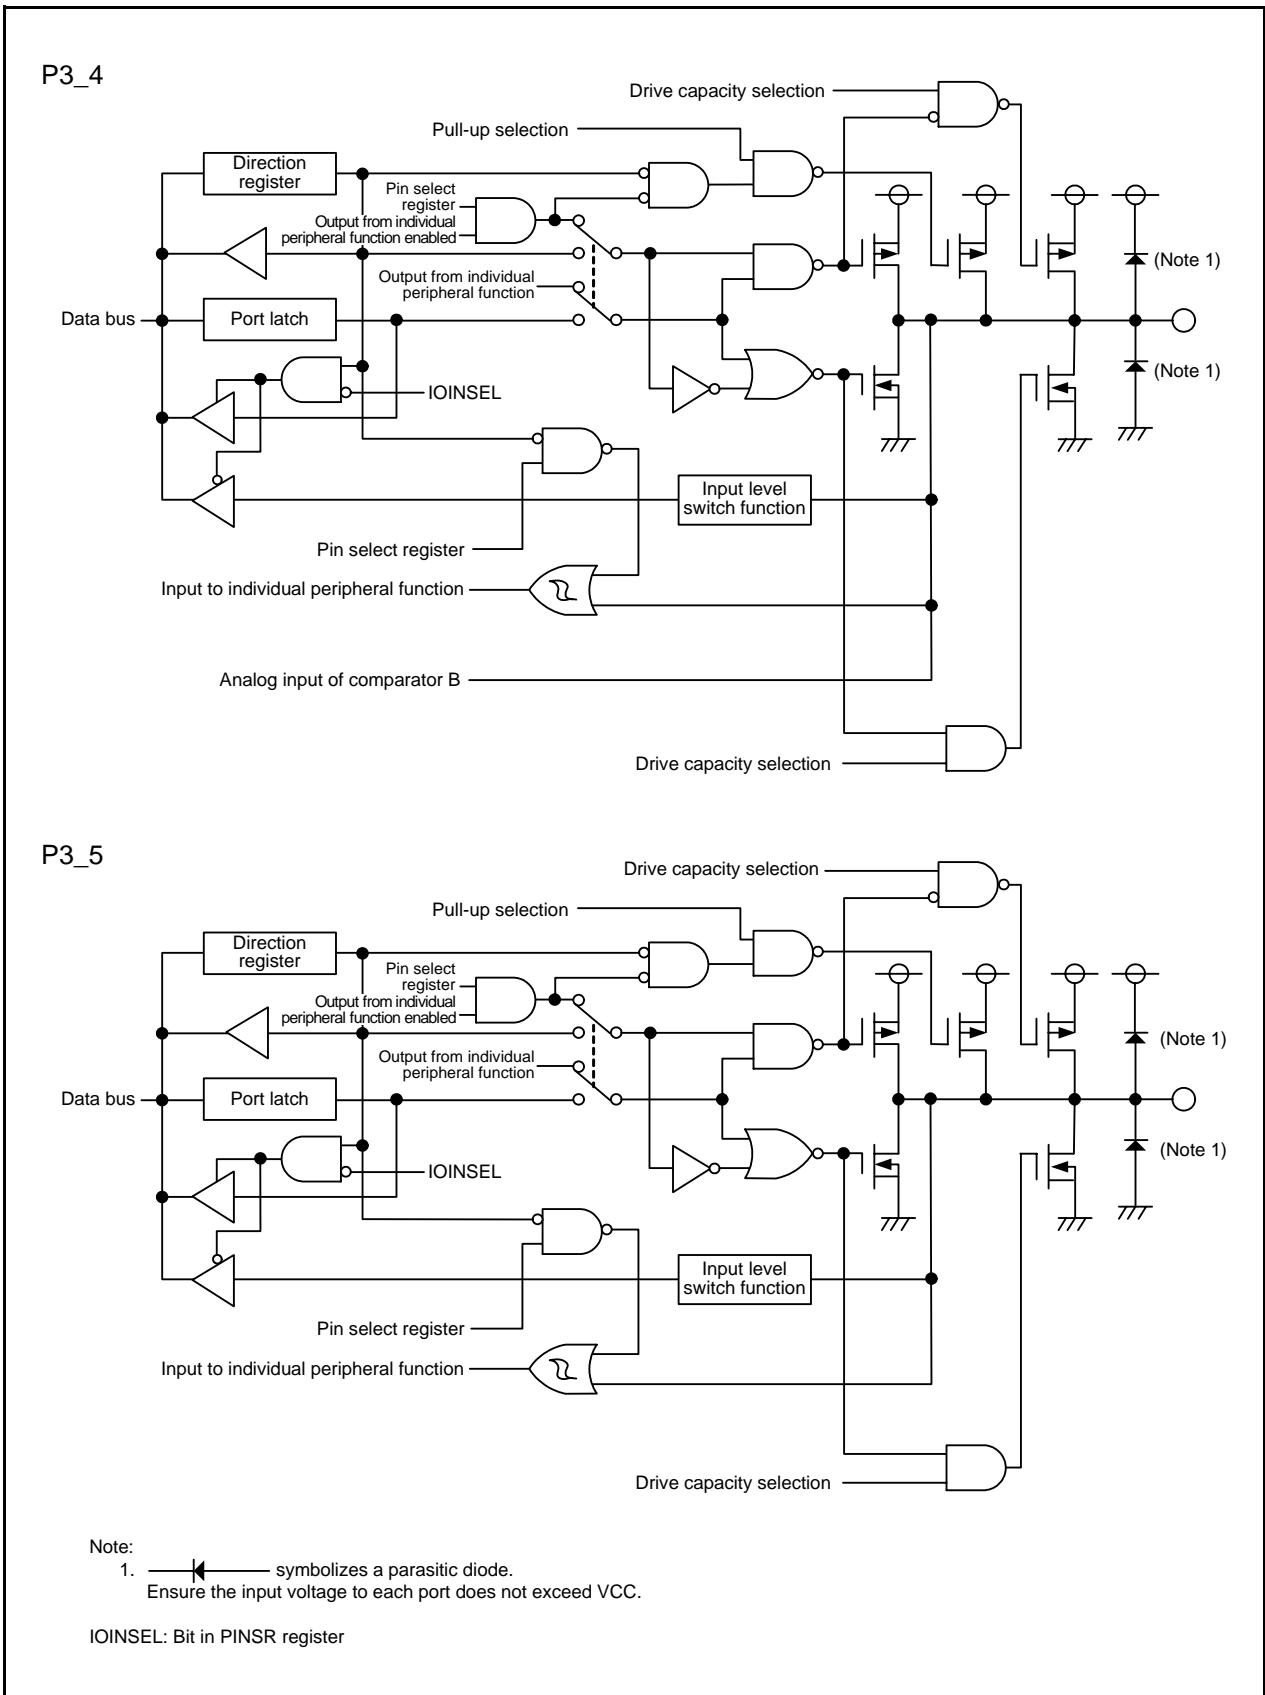 P3_4
Drive capacity selection
Pull-up selection
Direction
register
Pin select
register
Output from individual
peripheral function enabled
(Note 1)
Output from individual
peripheral function
Data bus
Port latch
(Note 1)
IOINSEL
Input level
switch function
Pin select register
Input to individual peripheral function
Analog input of comparator B
Drive capacity selection
P3_5
Drive capacity selection
Pull-up selection
Direction
register
Pin select
register
Output from individual
peripheral function enabled
(Note 1)
Output from individual
peripheral function
Data bus
Port latch
(Note 1)
IOINSEL
Input level
switch function
Pin select register
Input to individual peripheral function
Drive capacity selection
Note:
1. symbolizes a parasitic diode.
Ensure the input voltage to each port does not exceed VCC.
IOINSEL: Bit in PINSR register